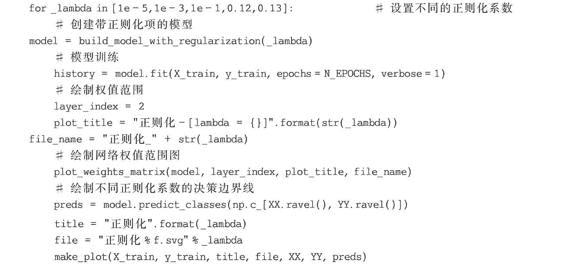 for _lambda in [1e-5,1e-3,1e-1,0.12,0.13]:    # 设置不同的正则化系数
    # 创建带正则化项的模型
model = build_model_with_regularization(_lambda)
    # 模型训练
    history = model.fit(X_train, y_train, epochs = N_EPOCHS, verbose = 1)
    # 绘制权值范围
    layer_index = 2
    plot_title = "正则化-[lambda = {}]".format(str(_lambda))
file_name = "正则化_" + str(_lambda)
    # 绘制网络权值范围图
    plot_weights_matrix(model, layer_index, plot_title, file_name)
    # 绘制不同正则化系数的决策边界线
    preds = model.predict_classes(np.c_[XX.ravel(), YY.ravel()])
    title = "正则化".format(_lambda)
    file = "正则化%f.svg"%_lambda
    make_plot(X_train, y_train, title, file, XX, YY, preds)